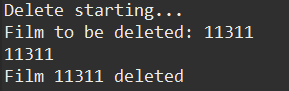 Delete starting...
Film to be deleted: 11311
11311
Film 11311 deleted